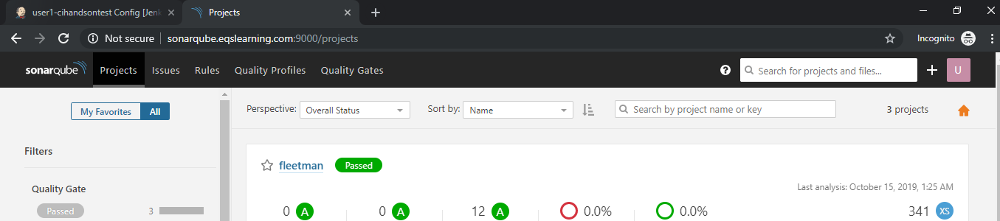 user1-cihandsontest Config [Jen
Projects
Not secure | sonarqube.eqslearning.com:9000/projects
Incognito
sonarqube Projects Issues Rules Quality Profiles Quality Gates
Search for projects and files...
U
My Favorites All
Perspective: Overall Status
Sort by: Name
Search by project name or key
3 projects
Filters
Quality Gate
Passed 3
fleetman Passed
Last analysis: October 15, 2019, 1:25 AM
0 A 0 A 12 A 0.0% 0.0% 341 XS